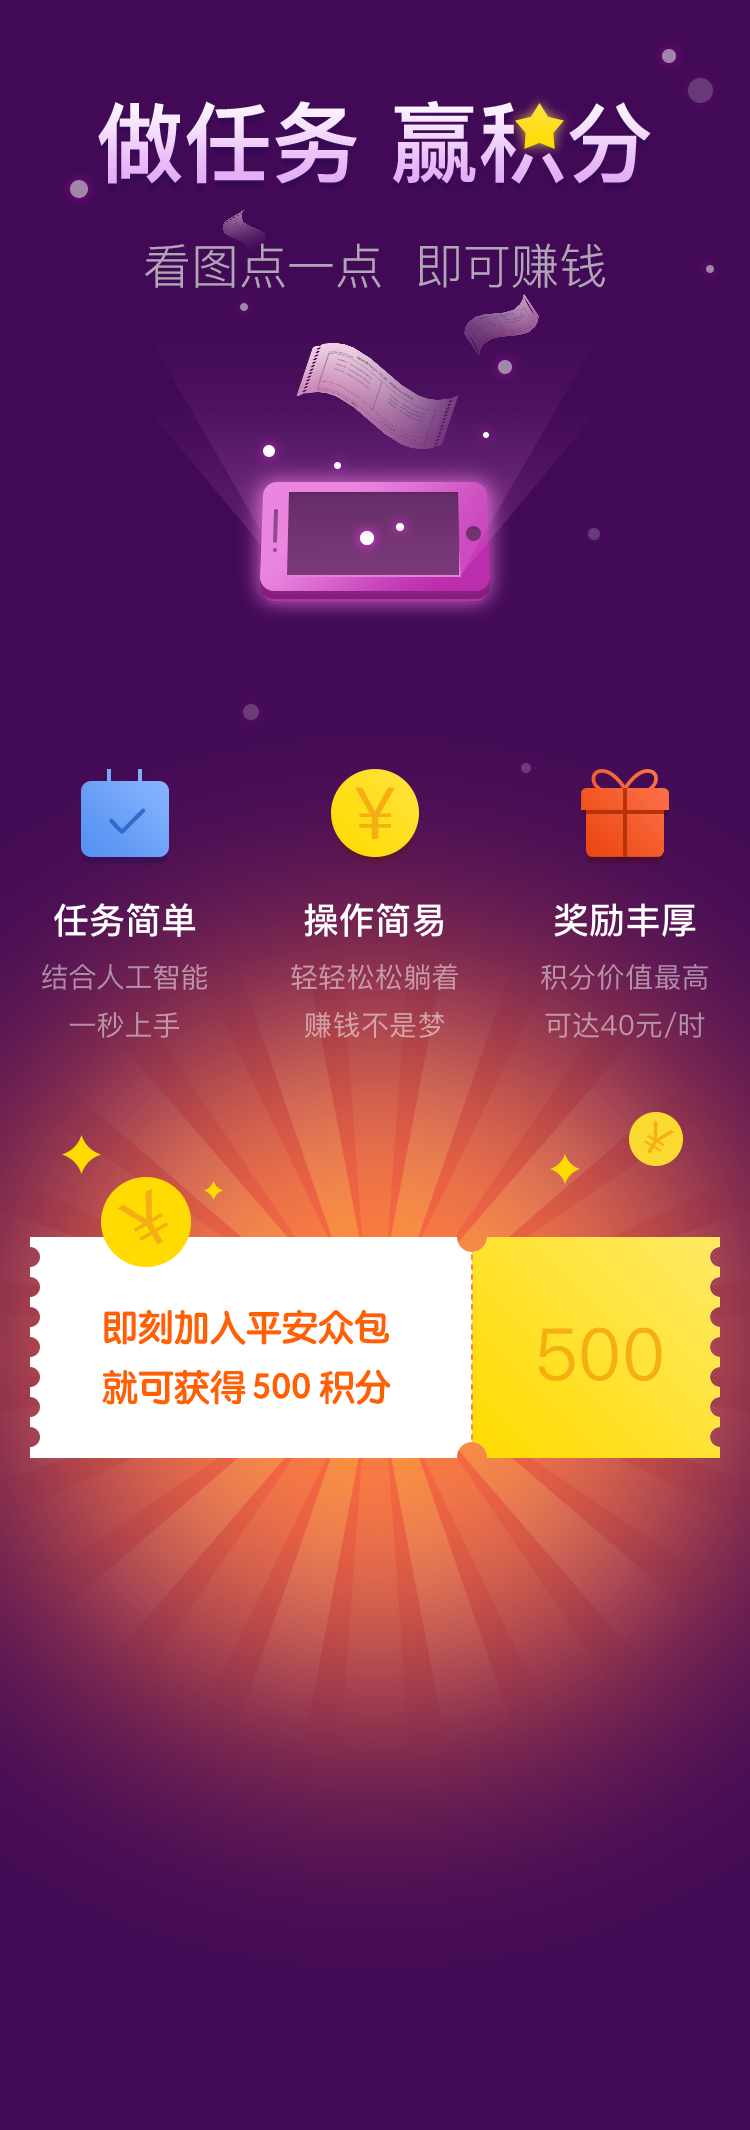 做任务 赢积分
看图点一点 即可赚钱
¥
任务简单
结合人工智能
一秒上手
操作简易
轻轻松松躺着
赚钱不是梦
奖励丰厚
积分价值最高
可达40元/时
¥
¥
即刻加入平安众包
就可获得 500 积分
500